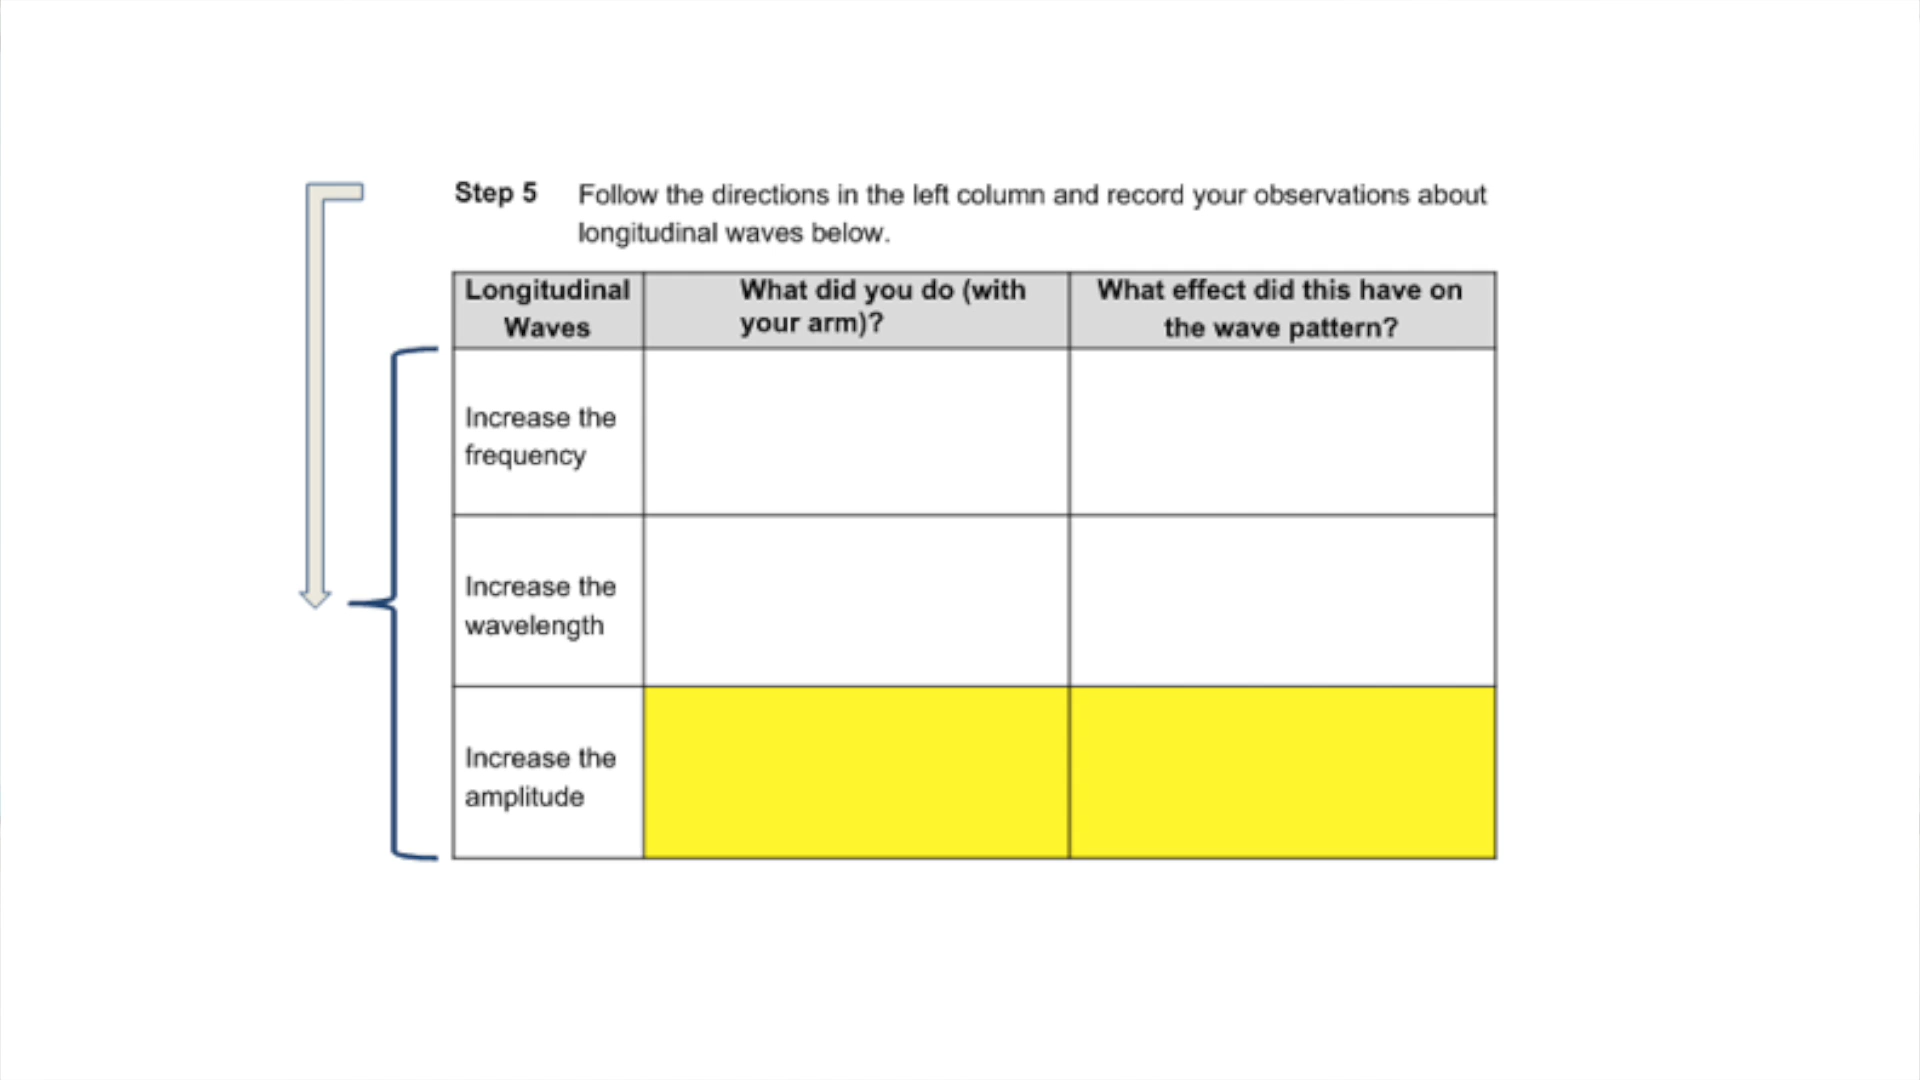 Step 5 Follow the directions in the left column and record your observations about
longitudinal waves below.
Longitudinal Waves
What did you do (with
your arm)?
What effect did this have on
the wave pattern?
Increase the
frequency
Increase the
wavelength
Increase the
amplitude